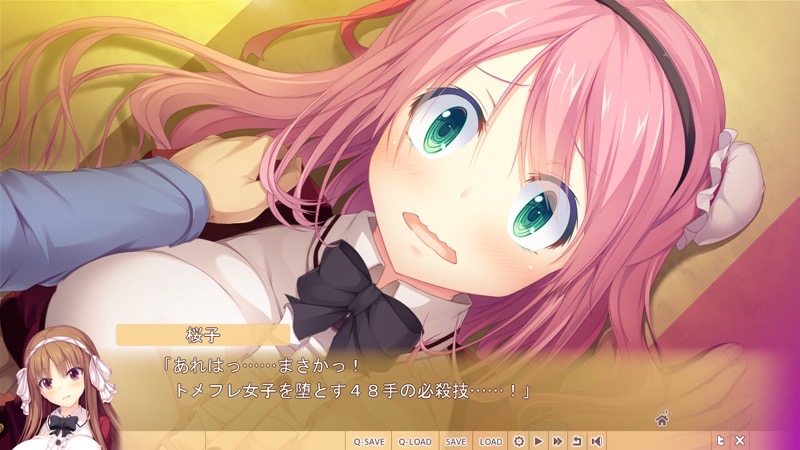 桜子
「あれはっ……まさかっ！
トメフレ女子を堕とす４８手の必殺技……！」
Q-SAVE Q-LOAD SAVE LOAD t